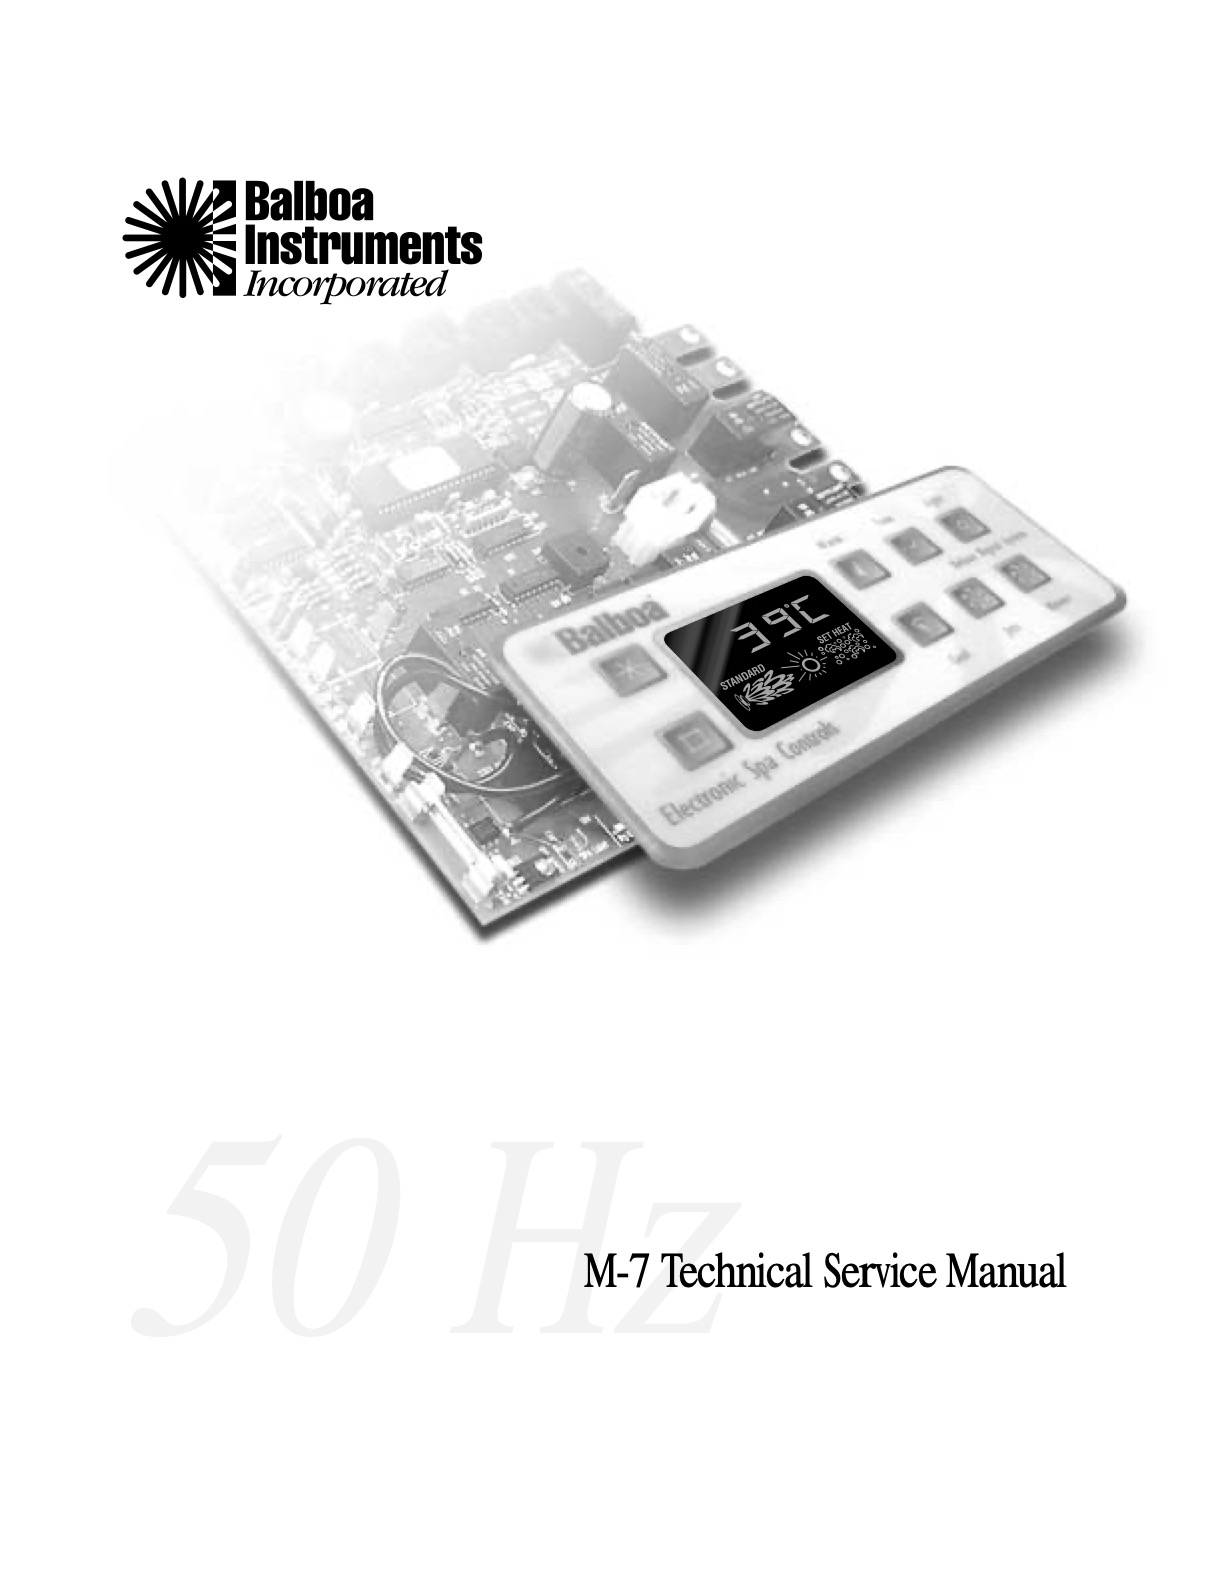 Balboa
Instruments
Incorporated
Balboa
39°C
SET HEAT
STANDARD
Electronic Spa Controls
50 Hz
M-7 Technical Service Manual